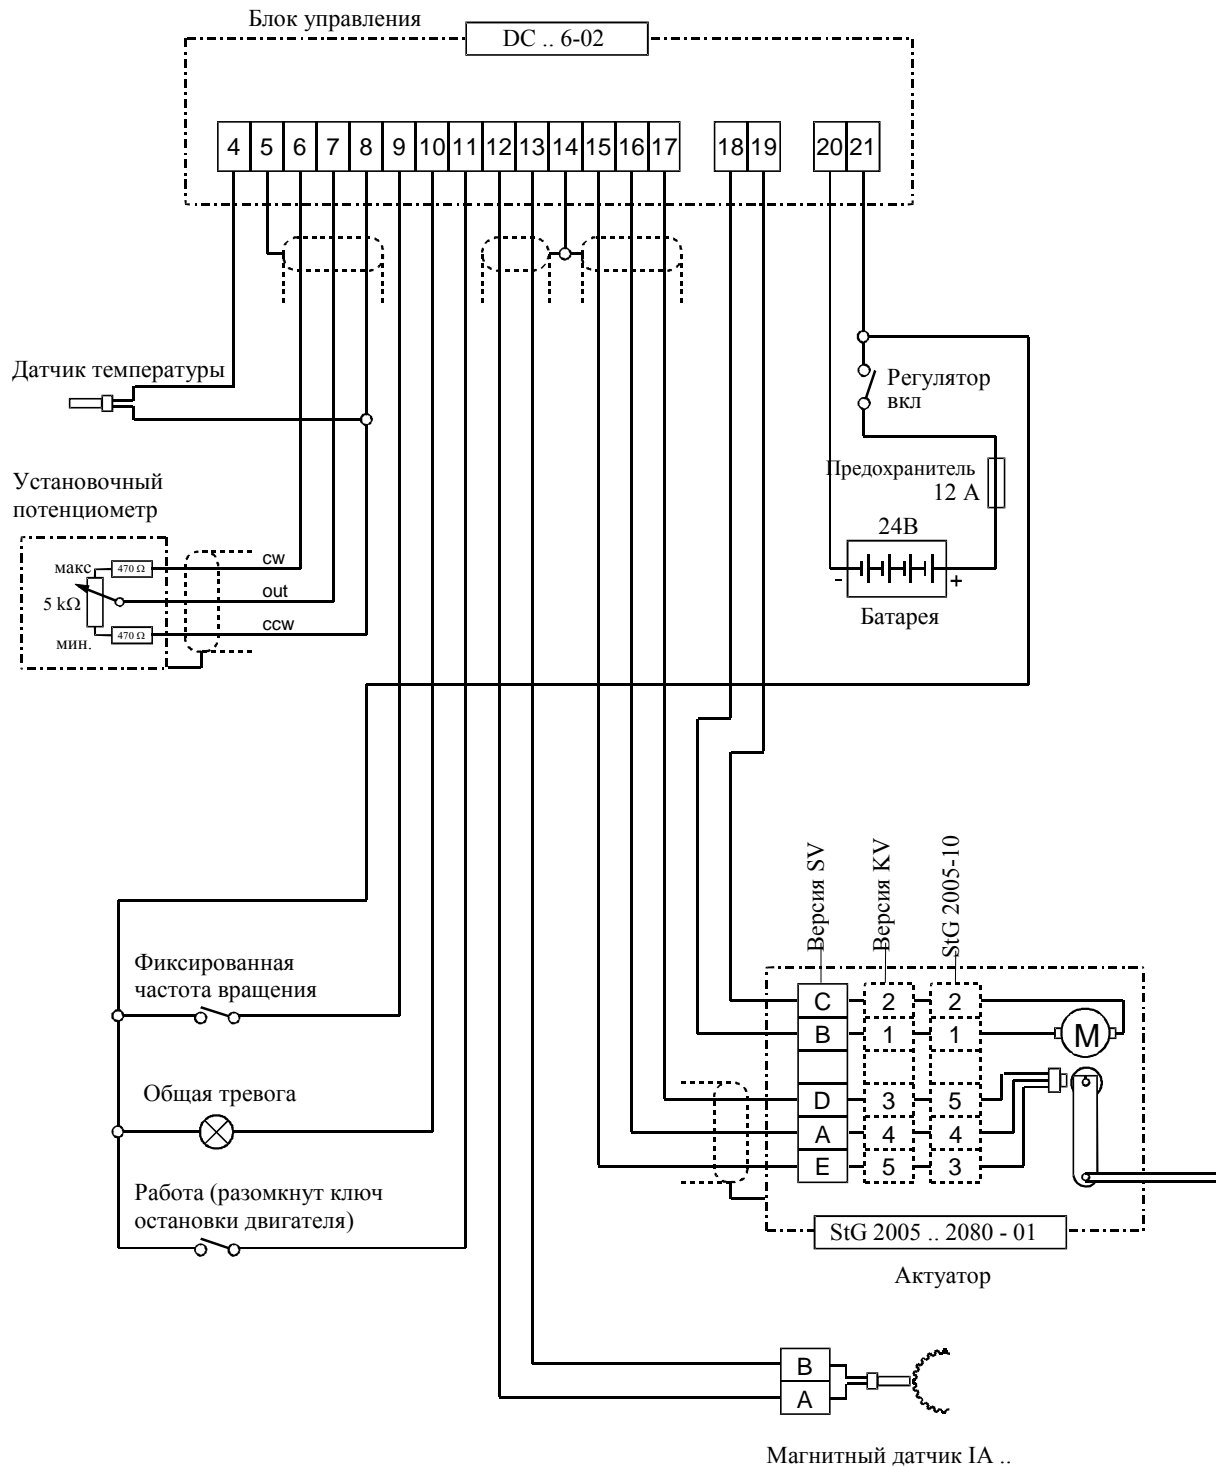 Блок управления
DC .. 6-02
4 5 6 7 8 9 10 11 12 13 14 15 16 17 18 19 20 21
Датчик температуры
Регулятор
вкл
Предохранитель
12 А
24В
- +
Батарея
Установочный
потенциометр
макс 470 Ω cw
5 kΩ out
мин. 470 Ω ccw
Версия SV
Версия KV
StG 2005-10
Фиксированная
частота вращения
C 2 2
B 1 1 M
Общая тревога
D 3 5
A 4 4
E 5 3
Работа (разомкнут ключ
остановки двигателя)
StG 2005 .. 2080 - 01
Актуатор
B
A
Магнитный датчик IA ..